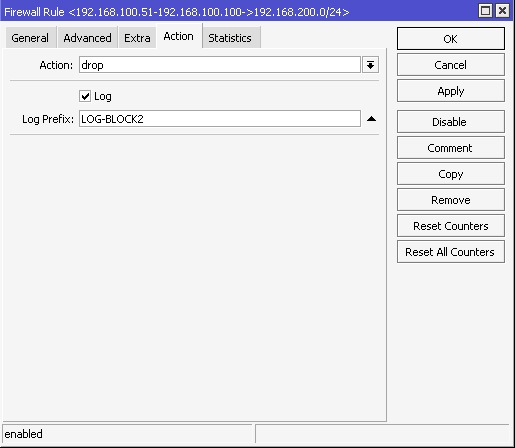 Firewall Rule <192.168.100.51-192.168.100.100->192.168.200.0/24>
General Advanced Extra Action Statistics
Action: drop
Log
Log Prefix: LOG-BLOCK2
OK
Cancel
Apply
Disable
Comment
Copy
Remove
Reset Counters
Reset All Counters
enabled